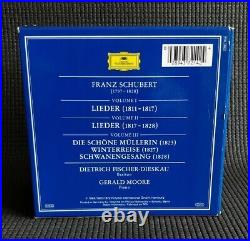 FRANZ SCHUBERT
[1797 - 1828]
VOLUME I
LIEDER (1811-1817)
VOLUME II
LIEDER (1817-1828)
VOLUME III
DIE SCHÖNE MÜLLERIN (1823)
WINTERREISE (1827)
SCHWANENGESANG (1828)
DIETRICH FISCHER-DIESKAU
Bariton
GERALD MOORE
Piano